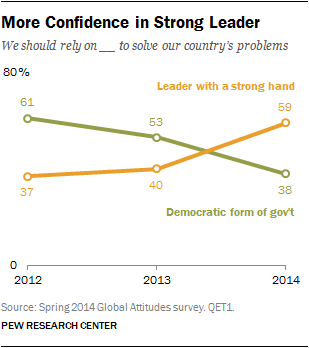 More Confidence in Strong Leader
We should rely on __ to solve our country's problems
80%
Leader with a strong hand
61
53
59
37
40
38
Democratic form of gov't
0
2012 2013 2014
Source: Spring 2014 Global Attitudes survey. QET1.
PEW RESEARCH CENTER